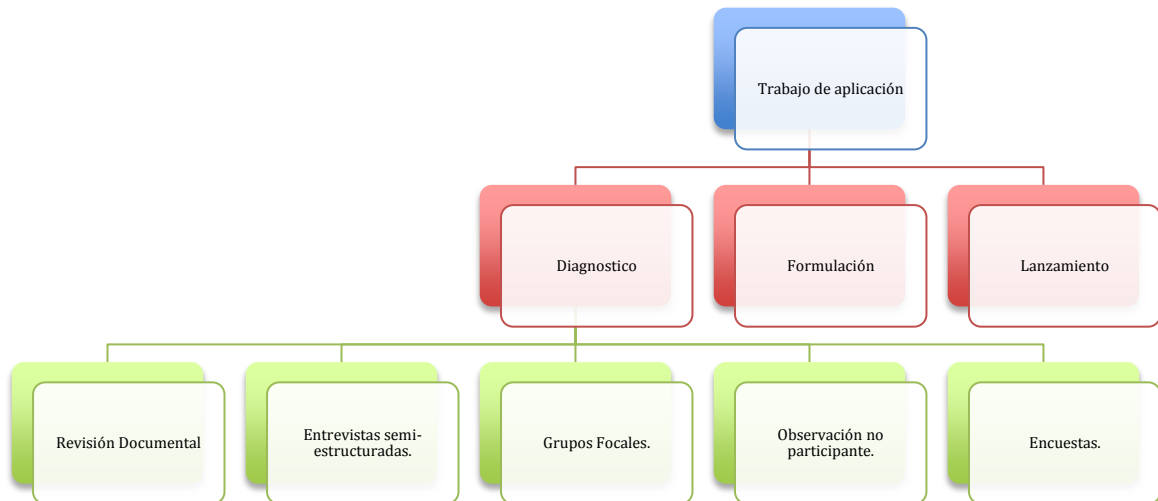 Trabajo de aplicación
Diagnostico
Formulación
Lanzamiento
Revisión Documental
Entrevistas semi-
estructuradas.
Grupos Focales.
Observación no
participante.
Encuestas.